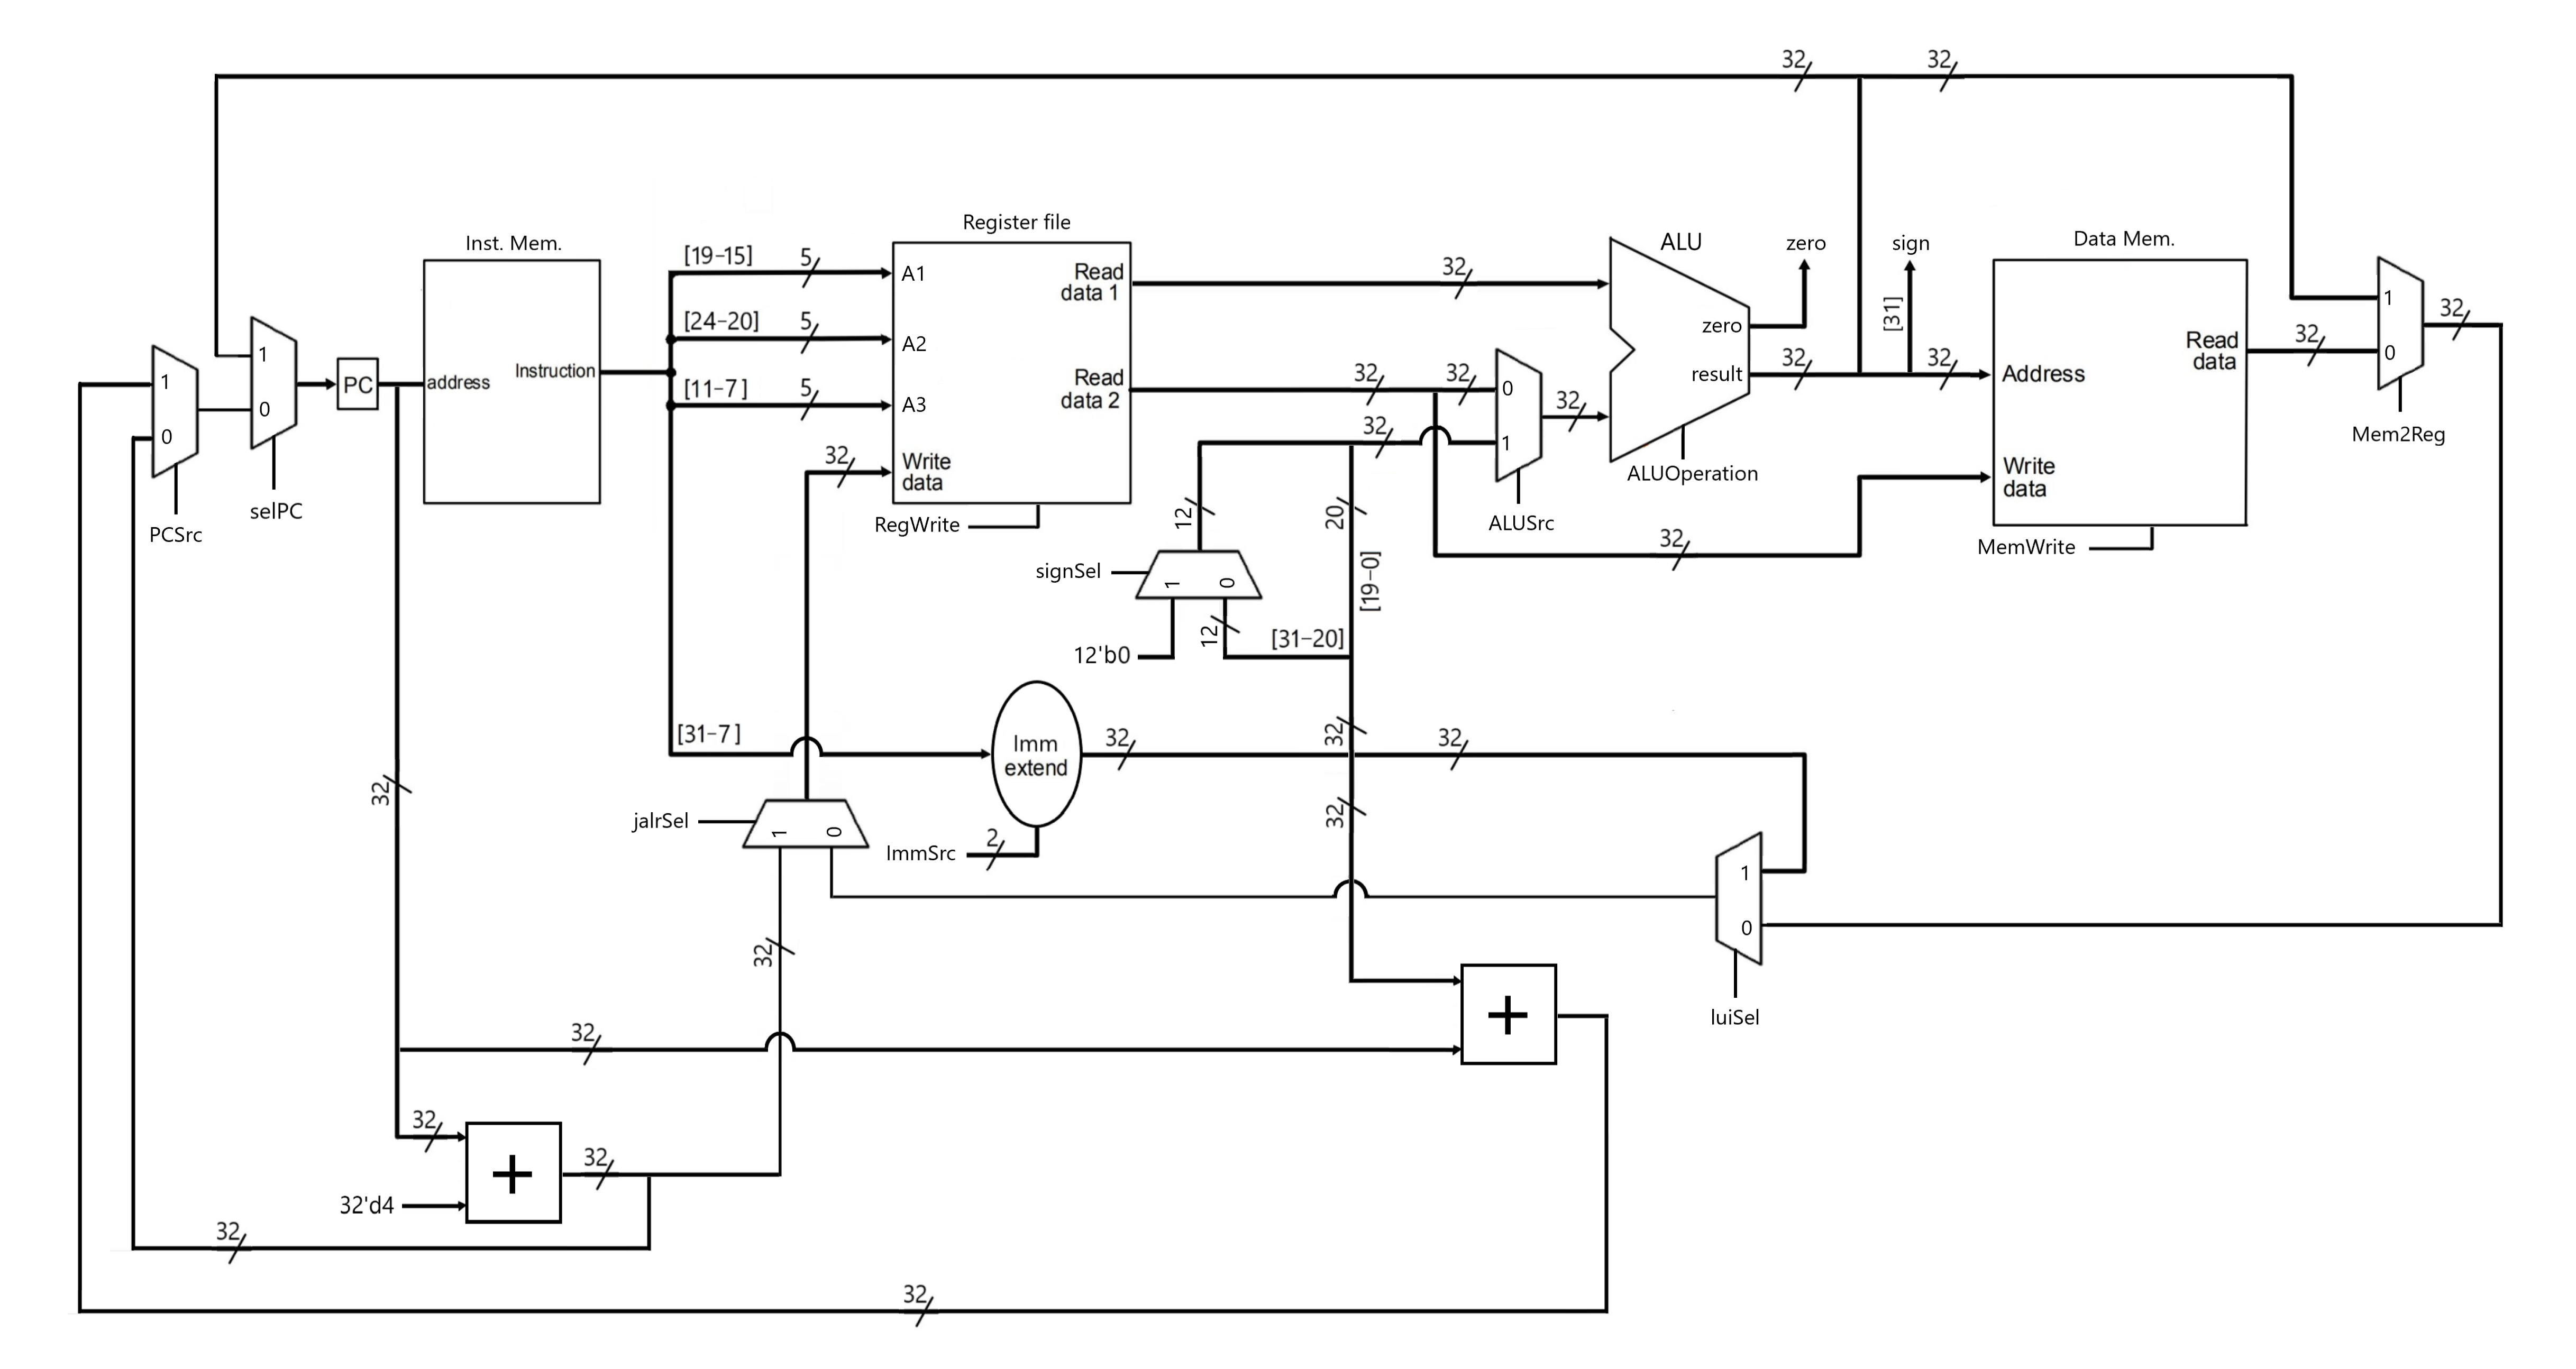 32
32
Register file
Inst. Mem.
ALU
zero
sign
Data Mem.
[19-15]
5
A1
Read
data 1
32
[24-20]
5
A2
zero
[31]
1
32
1
0
PC
address
Instruction
[11-7]
5
A3
Read
data 2
32
32
0
32
result
32
32
Address
Read
data
32
0
1
0
32
1
32
Write
data
RegWrite
ALUOperation
Write
data
Mem2Reg
PCSrc
selPC
12
20
ALUSrc
32
MemWrite
signSel
1
0
[19-0]
12'b0
12
[31-20]
[31-7]
Imm
extend
32
32
32
32
32
jalrSel
1
0
ImmSrc
2
1
0
luiSel
32
32
+
32
+
32
32'd4
32
32